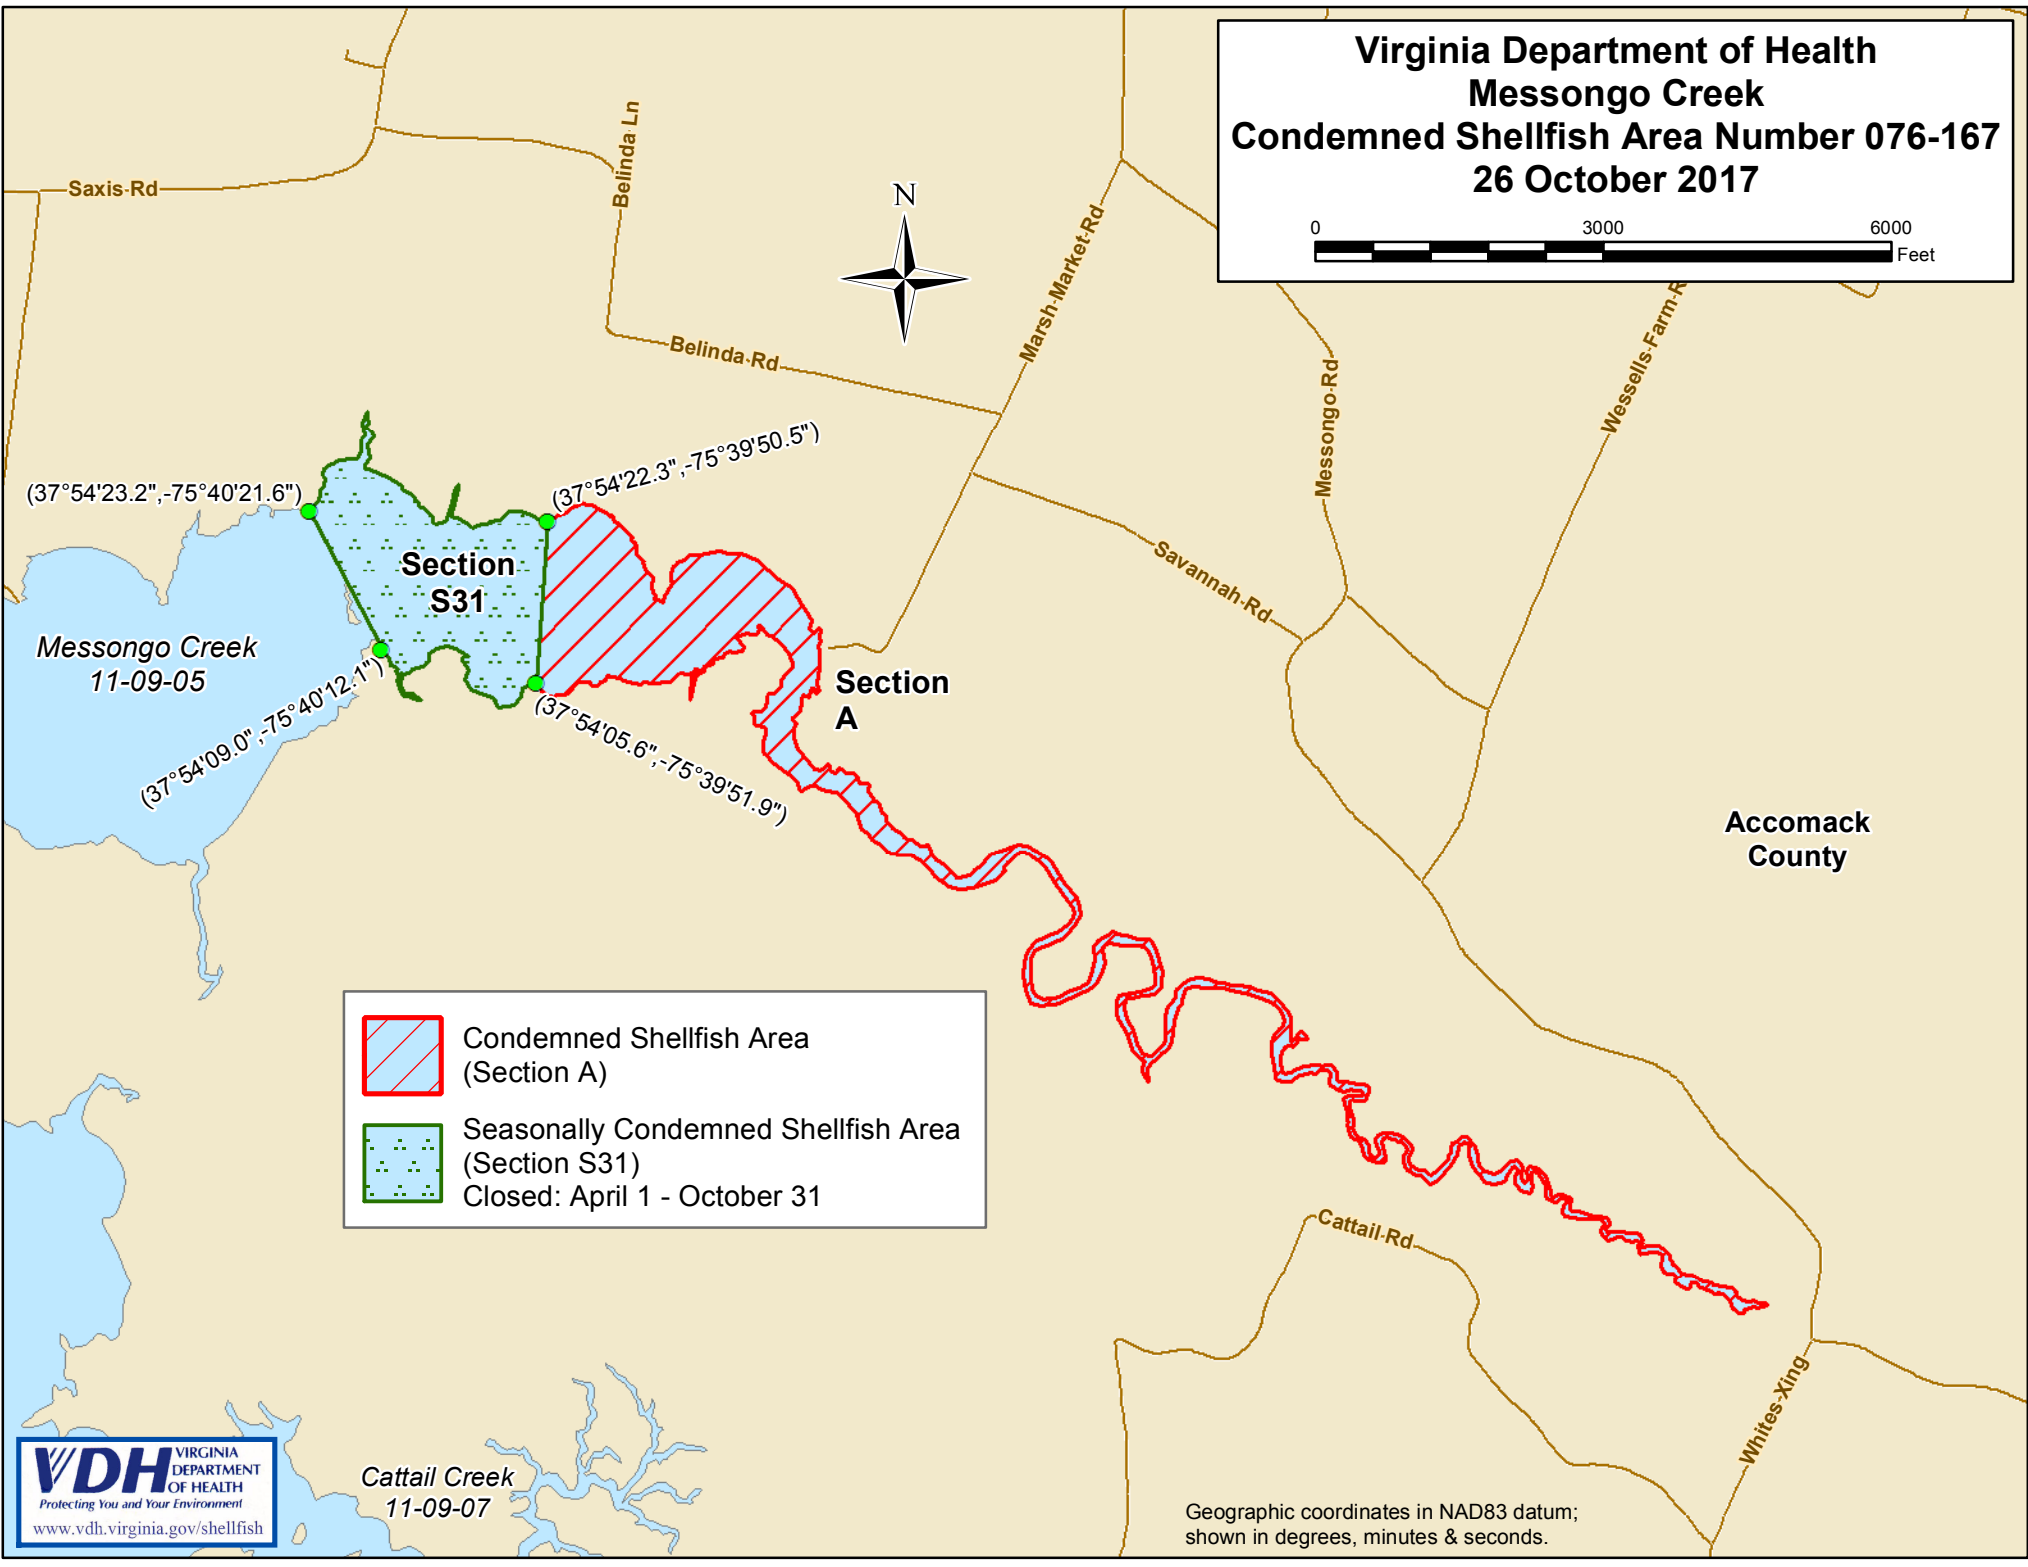 Virginia Department of Health
Messongo Creek
Condemned Shellfish Area Number 076-167
26 October 2017
0 3000 6000
Feet
Saxis Rd
Belinda Ln
N
Belinda Rd
Marsh Market Rd
Messongo Rd
Wessells Farm R
(37°54'23.2",-75°40'21.6")
(37°54'22.3",-75°39'50.5")
Section
S31
Savannah Rd
Messongo Creek
11-09-05
(37°54'09.0",-75°40'12.1")
(37°54'05.6",-75°39'51.9")
Section
A
Accomack
County
Condemned Shellfish Area
(Section A)
Seasonally Condemned Shellfish Area
(Section S31)
Closed: April 1 - October 31
Cattail Rd
Whites Xing
VDH
VIRGINIA
DEPARTMENT
OF HEALTH
Protecting You and Your Environment
www.vdh.virginia.gov/shellfish
Cattail Creek
11-09-07
Geographic coordinates in NAD83 datum;
shown in degrees, minutes & seconds.